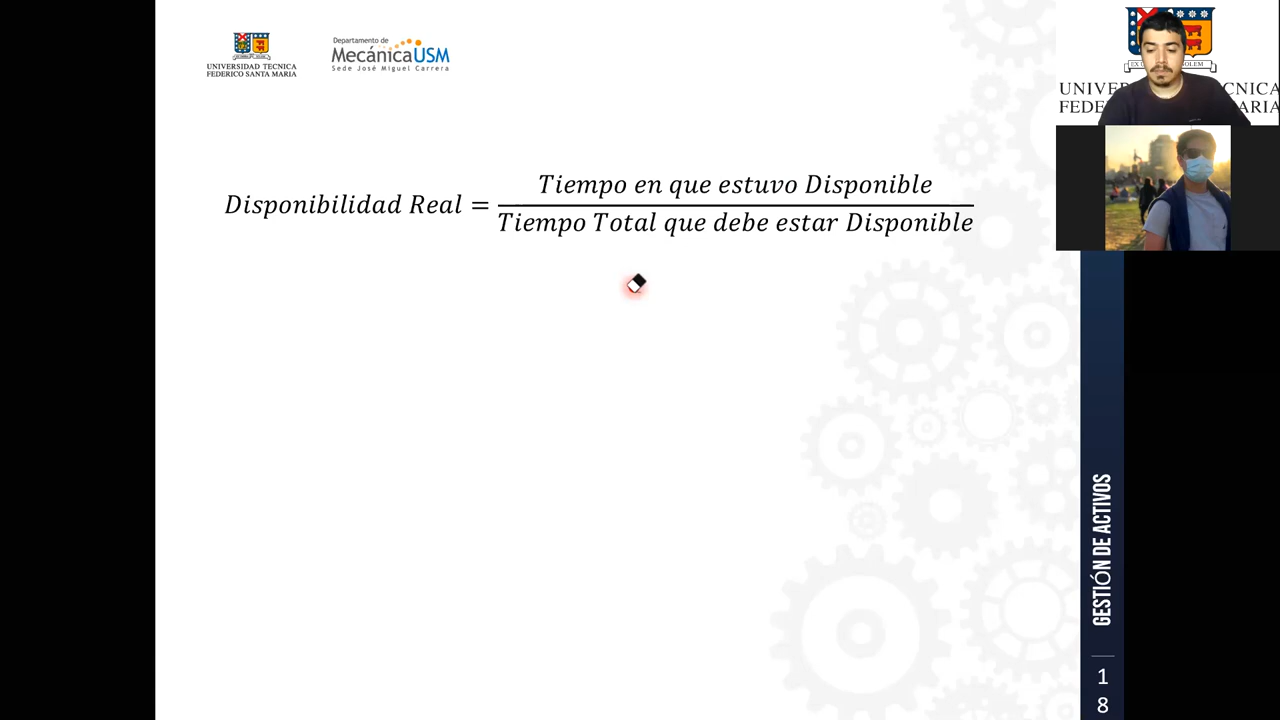 UNIVERSIDAD TECNICA
FEDERICO SANTA MARIA
Departamento de
MecánicaUSM
Sede José Miguel Carrera
Disponibilidad Real = Tiempo en que estuvo Disponible
Tiempo Total que debe estar Disponible
GESTIÓN DE ACTIVOS
1
8